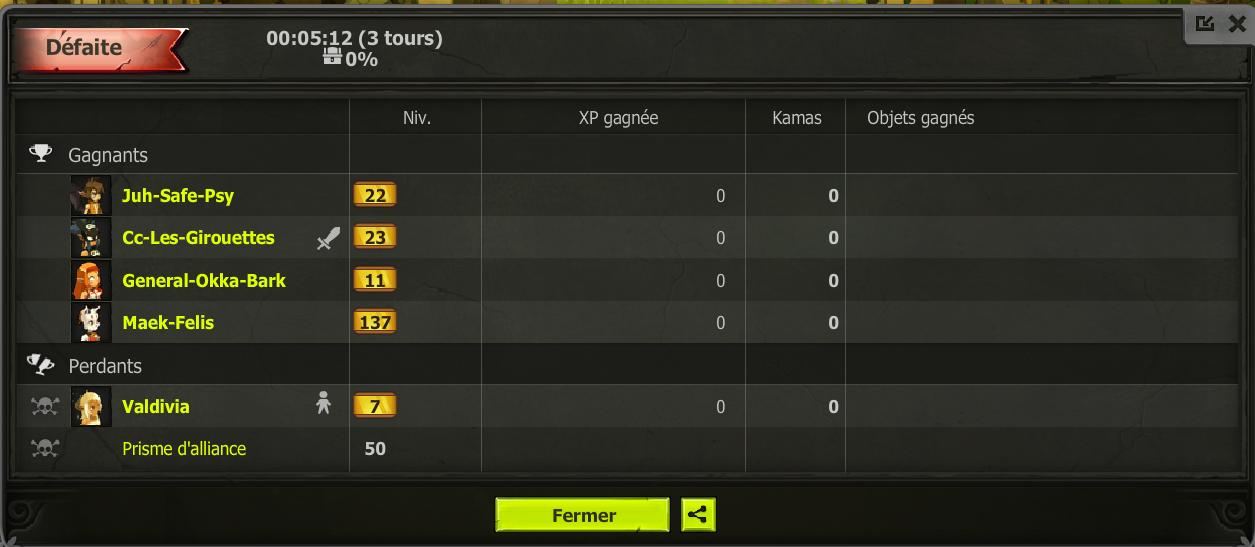 Défaite
00:05:12 (3 tours)
0%
Niv. XP gagnée Kamas Objets gagnés
Gagnants
Juh-Safe-Psy 22 0 0
Cc-Les-Girouettes 23 0 0
General-Okka-Bark 11 0 0
Maek-Felis 137 0 0
Perdants
Valdivia 7 0 0
Prisme d'alliance 50
Fermer